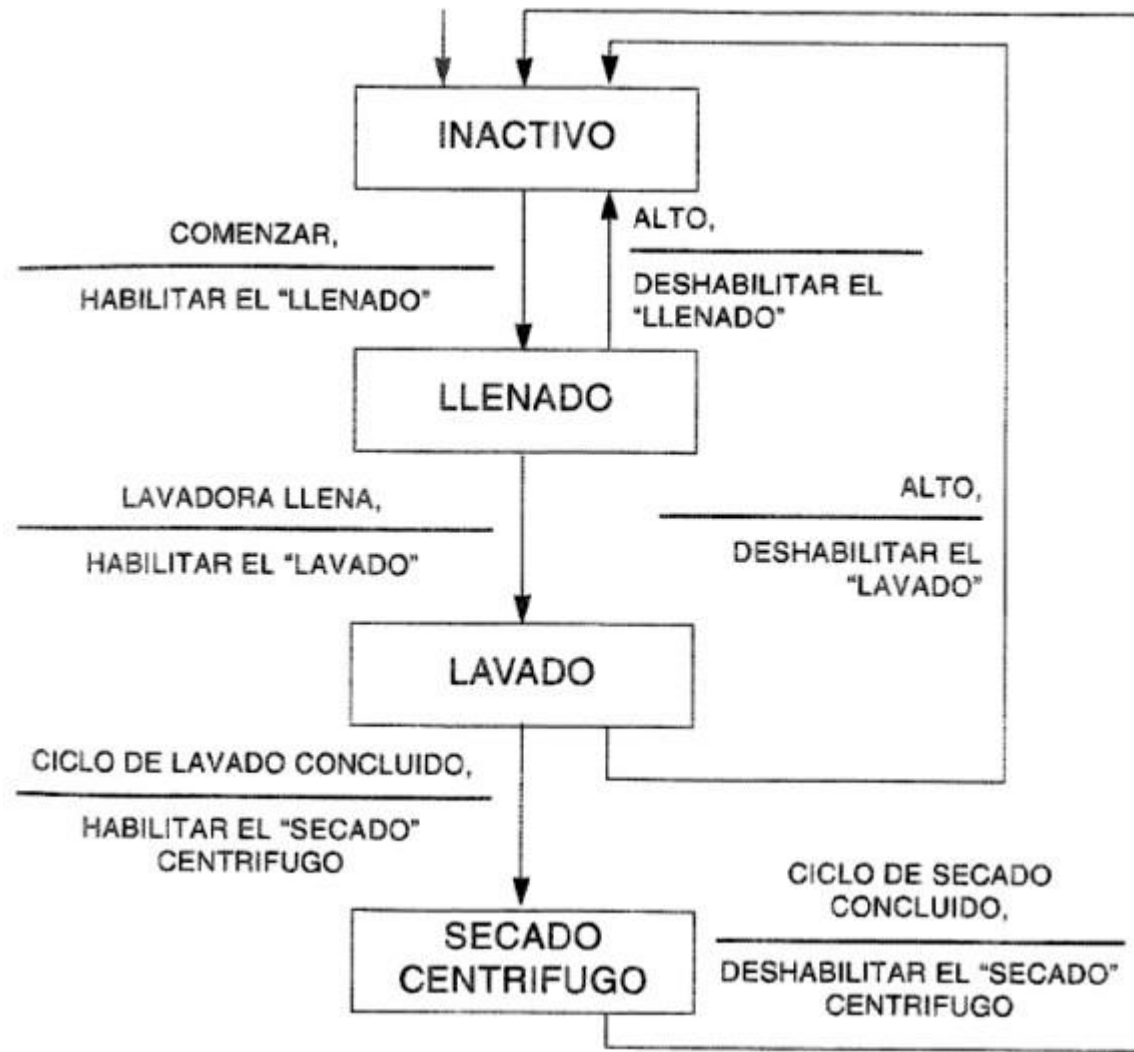 INACTIVO
COMENZAR,
HABILITAR EL “LLENADO”
ALTO,
DESHABILITAR EL
“LLENADO”
LLENADO
LAVADORA LLENA,
HABILITAR EL “LAVADO”
ALTO,
DESHABILITAR EL
“LAVADO”
LAVADO
CICLO DE LAVADO CONCLUIDO,
HABILITAR EL “SECADO”
CENTRIFUGO
SECADO
CENTRIFUGO
CICLO DE SECADO
CONCLUIDO,
DESHABILITAR EL “SECADO”
CENTRIFUGO